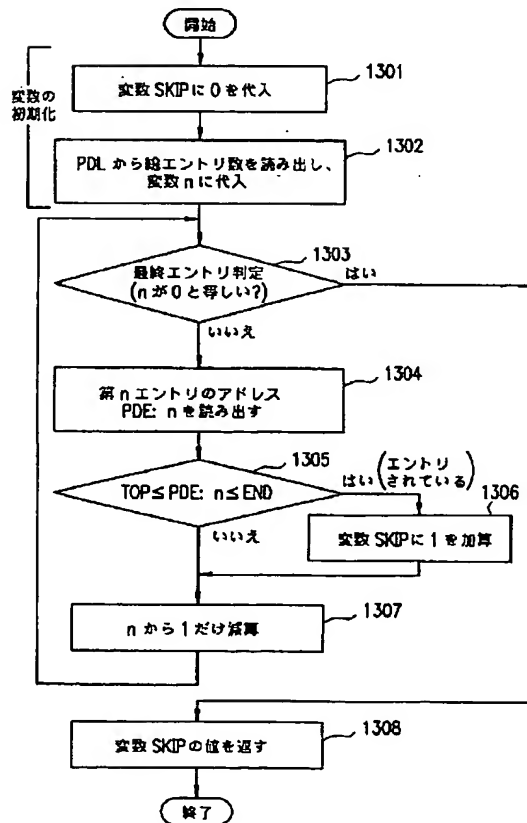 開始
変数の
初期化
1301
変数 SKIP に 0 を代入
1302
PDL から総エントリ数を読み出し、
変数 n に代入
1303
最終エントリ判定
(n が 0 と等しい?)
はい
いいえ
1304
第 n エントリのアドレス
PDE: n を読み出す
1305
TOP≤PDE: n≤END
はい(エントリ
されている)
いいえ
1306
変数 SKIP に 1 を加算
1307
n から 1 だけ減算
1308
変数 SKIP の値を返す
終了